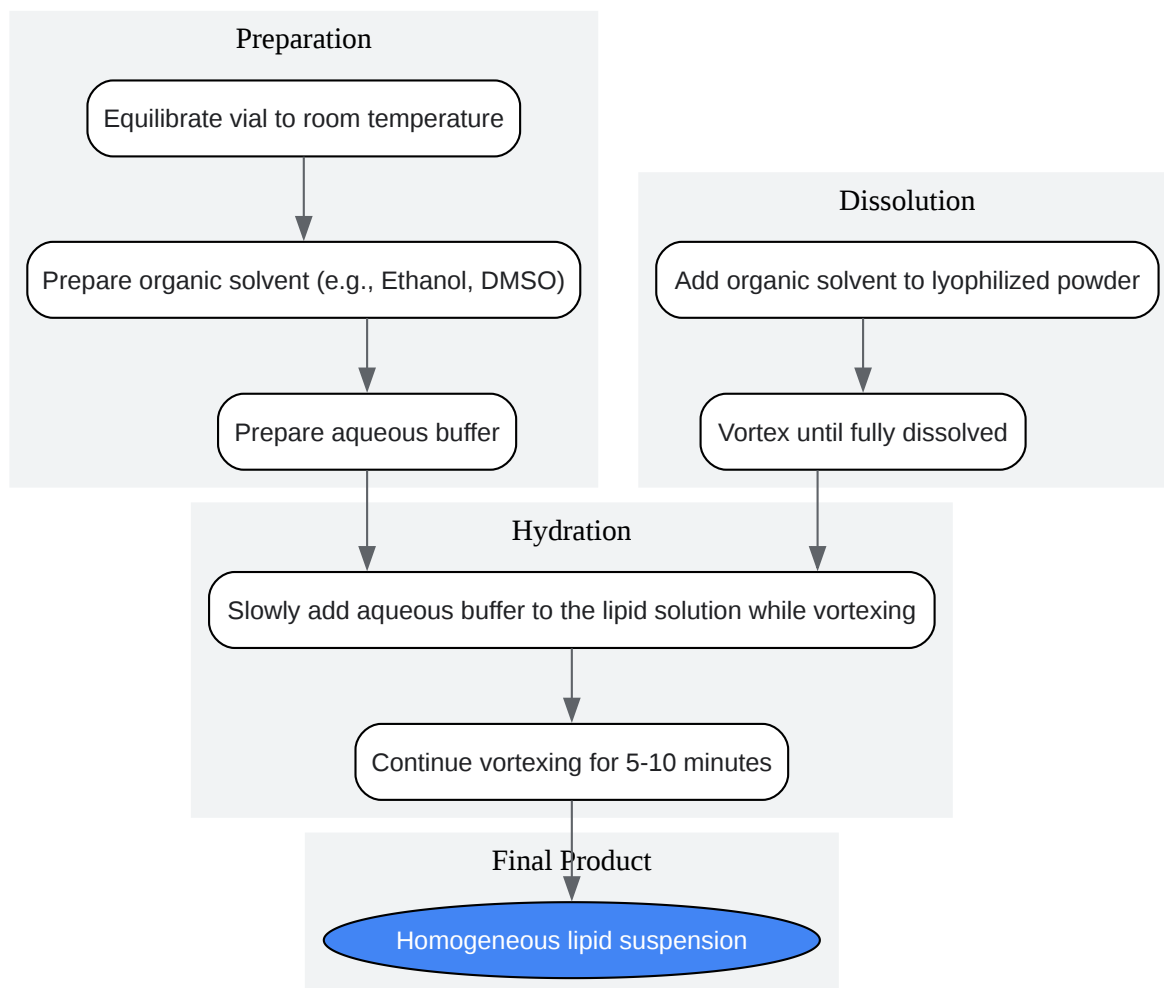 Preparation
Equilibrate vial to room temperature
Prepare organic solvent (e.g., Ethanol, DMSO)
Prepare aqueous buffer
Dissolution
Add organic solvent to lyophilized powder
Vortex until fully dissolved
Hydration
Slowly add aqueous buffer to the lipid solution while vortexing
Continue vortexing for 5-10 minutes
Final Product
Homogeneous lipid suspension